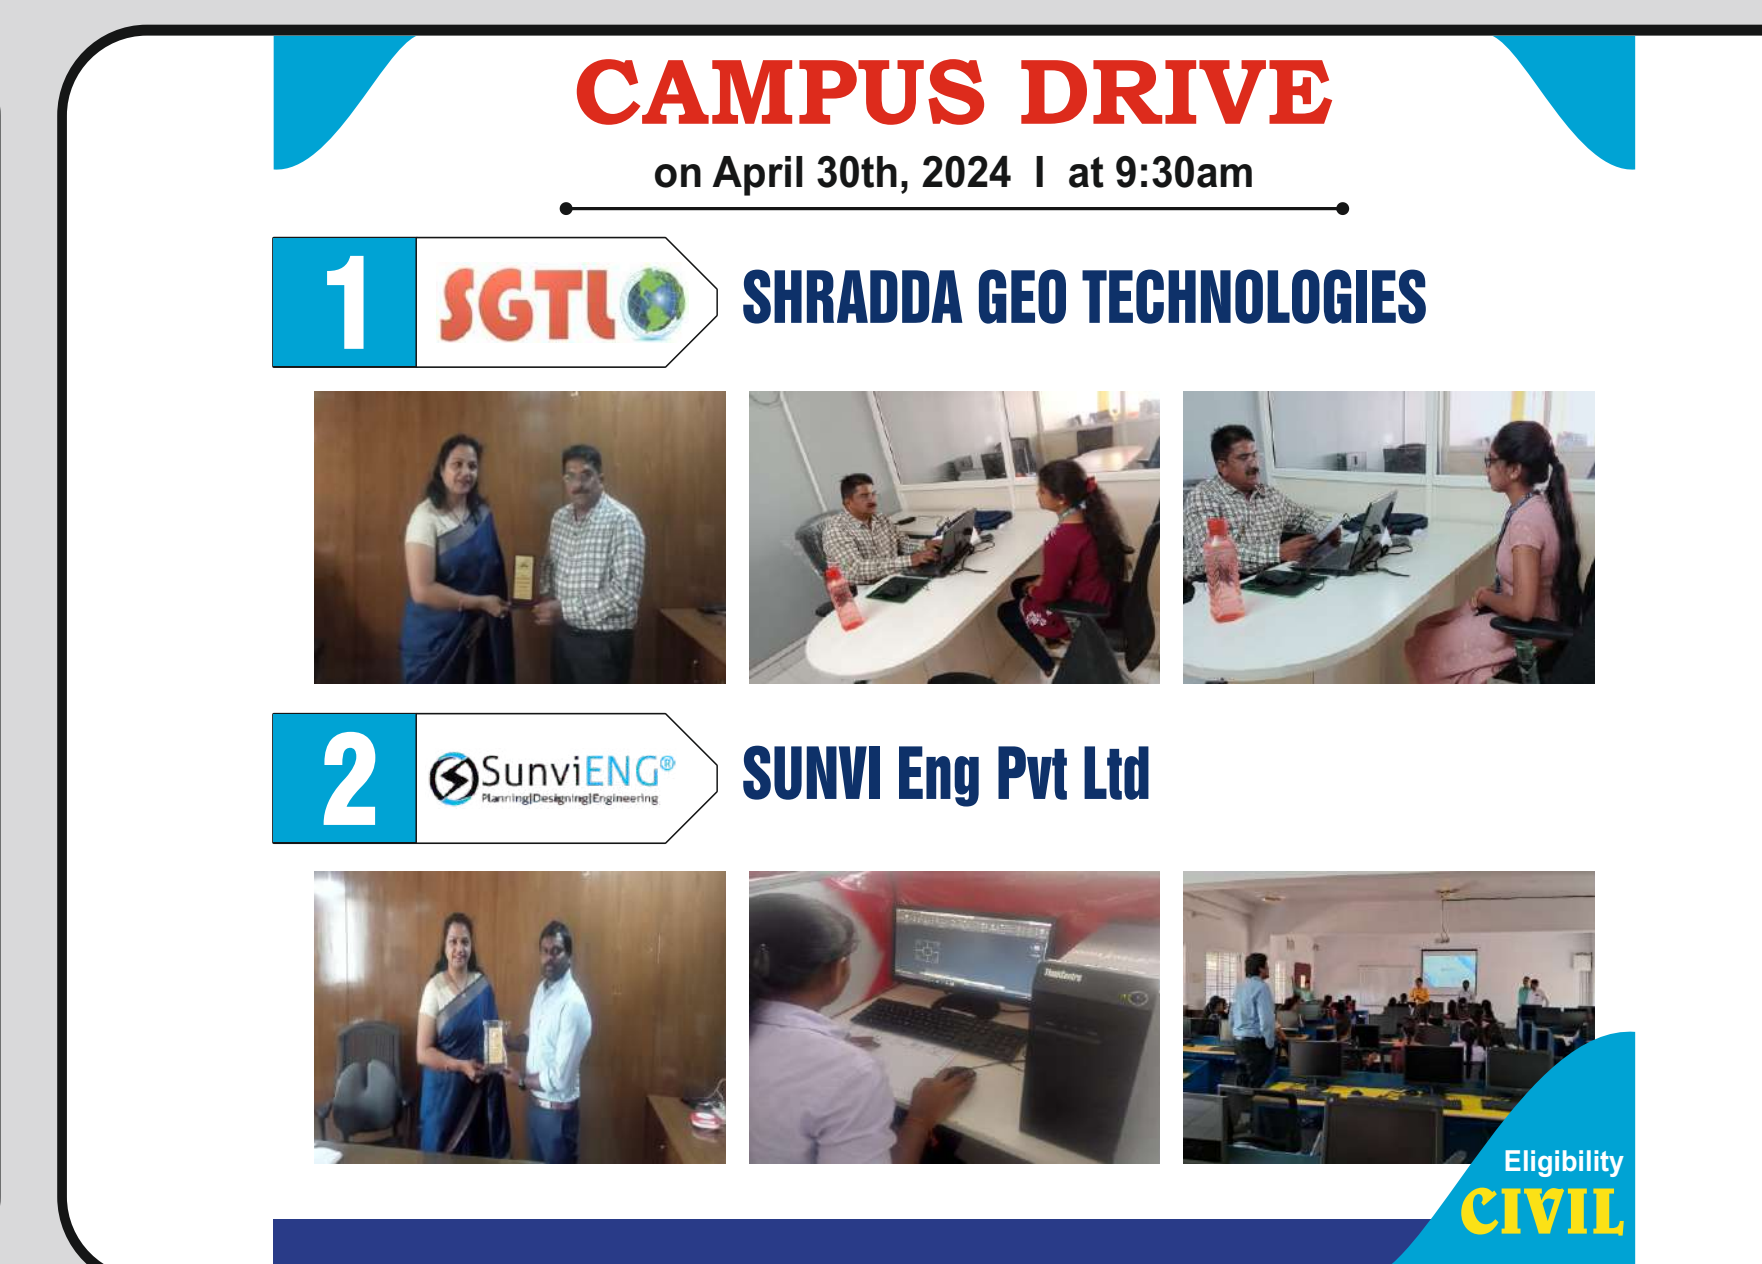 CAMPUS DRIVE
on April 30th, 2024 I at 9:30am
1
SGTL
SHRADDA GEO TECHNOLOGIES
2
SunviENG®
Planning|Designing|Engineering
SUNVI Eng Pvt Ltd
ThinkCentre
Eligibility
CIVIL